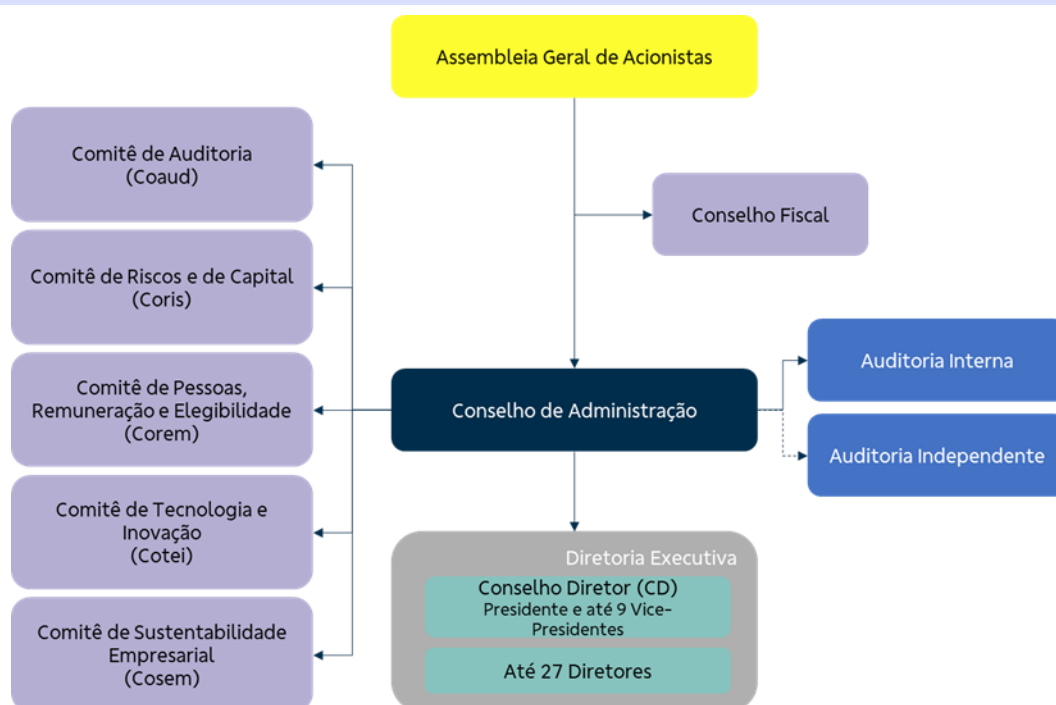 Assembleia Geral de Acionistas
Comitê de Auditoria
(Coaud)
Conselho Fiscal
Comitê de Riscos e de Capital
(Coris)
Auditoria Interna
Comitê de Pessoas,
Remuneração e Elegibilidade
(Corem)
Conselho de Administração
Auditoria Independente
Comitê de Tecnologia e
Inovação
(Cotei)
Diretoria Executiva
Conselho Diretor (CD)
Presidente e até 9 Vice-
Presidentes
Comitê de Sustentabilidade
Empresarial
(Cosem)
Até 27 Diretores